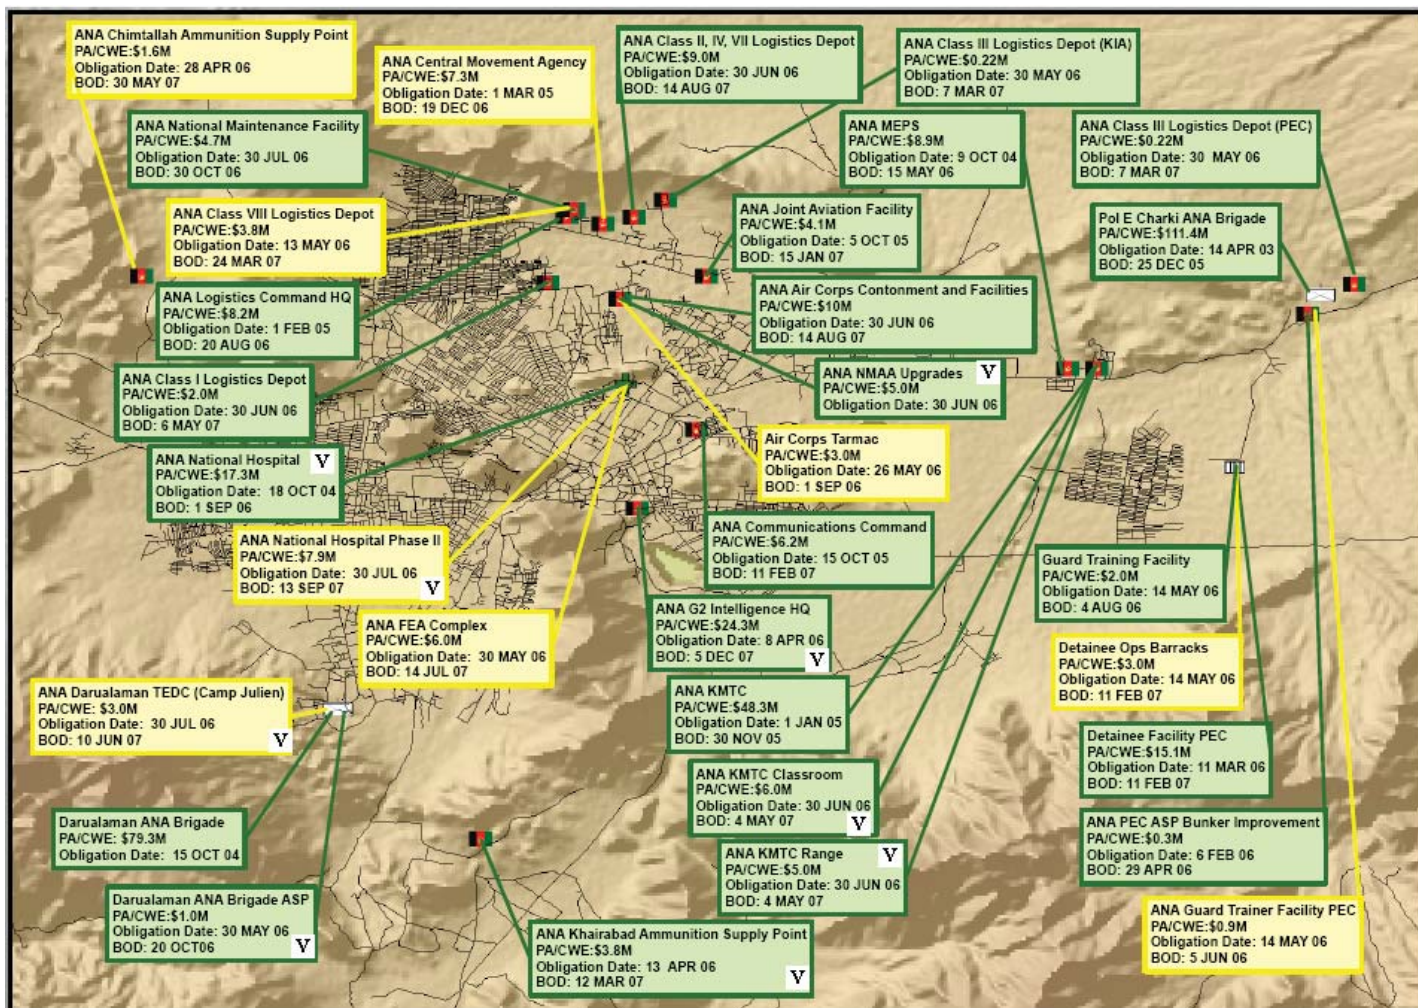 ANA Chimtallah Ammunition Supply Point
PA/CWE:$1.6M
Obligation Date: 28 APR 06
BOD: 30 MAY 07
ANA Central Movement Agency
PA/CWE:$7.3M
Obligation Date: 1 MAR 05
BOD: 19 DEC 06
ANA Class II, IV, VII Logistics Depot
PA/CWE:$9.0M
Obligation Date: 30 JUN 06
BOD: 14 AUG 07
ANA Class III Logistics Depot (KIA)
PA/CWE:$0.22M
Obligation Date: 30 MAY 06
BOD: 7 MAR 07
ANA National Maintenance Facility
PA/CWE:$4.7M
Obligation Date: 30 JUL 06
BOD: 30 OCT 06
ANA MEPS
PA/CWE:$8.9M
Obligation Date: 9 OCT 04
BOD: 15 MAY 06
ANA Class III Logistics Depot (PEC)
PA/CWE:$0.22M
Obligation Date: 30 MAY 06
BOD: 7 MAR 07
ANA Class VIII Logistics Depot
PA/CWE:$3.8M
Obligation Date: 13 MAY 06
BOD: 24 MAR 07
ANA Joint Aviation Facility
PA/CWE:$4.1M
Obligation Date: 5 OCT 05
BOD: 15 JAN 07
Pol E Charki ANA Brigade
PA/CWE:$111.4M
Obligation Date: 14 APR 03
BOD: 25 DEC 05
ANA Logistics Command HQ
PA/CWE:$8.2M
Obligation Date: 1 FEB 05
BOD: 20 AUG 06
ANA Air Corps Contonment and Facilities
PA/CWE:$10M
Obligation Date: 30 JUN 06
BOD: 14 AUG 07
ANA Class I Logistics Depot
PA/CWE:$2.0M
Obligation Date: 30 JUN 06
BOD: 6 MAY 07
ANA NMAA Upgrades V
PA/CWE:$5.0M
Obligation Date: 30 JUN 06
ANA National Hospital V
PA/CWE:$17.3M
Obligation Date: 18 OCT 04
BOD: 1 SEP 06
Air Corps Tarmac
PA/CWE:$3.0M
Obligation Date: 26 MAY 06
BOD: 1 SEP 06
ANA National Hospital Phase II
PA/CWE:$7.9M
Obligation Date: 30 JUL 06
BOD: 13 SEP 07 V
ANA Communications Command
PA/CWE:$6.2M
Obligation Date: 15 OCT 05
BOD: 11 FEB 07
Guard Training Facility
PA/CWE:$2.0M
Obligation Date: 14 MAY 06
BOD: 4 AUG 06
ANA FEA Complex
PA/CWE:$6.0M
Obligation Date: 30 MAY 06
BOD: 14 JUL 07
ANA G2 Intelligence HQ
PA/CWE:$24.3M
Obligation Date: 8 APR 06
BOD: 5 DEC 07 V
Detainee Ops Barracks
PA/CWE:$3.0M
Obligation Date: 14 MAY 06
BOD: 11 FEB 07
ANA Darualaman TEDC (Camp Julien)
PA/CWE: $3.0M
Obligation Date: 30 JUL 06
BOD: 10 JUN 07 V
ANA KMTC
PA/CWE:$48.3M
Obligation Date: 1 JAN 05
BOD: 30 NOV 05
Detainee Facility PEC
PA/CWE:$15.1M
Obligation Date: 11 MAR 06
BOD: 11 FEB 07
ANA KMTC Classroom
PA/CWE:$6.0M
Obligation Date: 30 JUN 06
BOD: 4 MAY 07 V
Darualaman ANA Brigade
PA/CWE: $79.3M
Obligation Date: 15 OCT 04
ANA PEC ASP Bunker Improvement
PA/CWE:$0.3M
Obligation Date: 6 FEB 06
BOD: 29 APR 06
ANA KMTC Range V
PA/CWE:$5.0M
Obligation Date: 30 JUN 06
BOD: 4 MAY 07
Darualaman ANA Brigade ASP
PA/CWE:$1.0M
Obligation Date: 30 MAY 06
BOD: 20 OCT06 V
ANA Khairabad Ammunition Supply Point
PA/CWE:$3.8M
Obligation Date: 13 APR 06
BOD: 12 MAR 07 V
ANA Guard Trainer Facility PEC
PA/CWE:$0.9M
Obligation Date: 14 MAY 06
BOD: 5 JUN 06